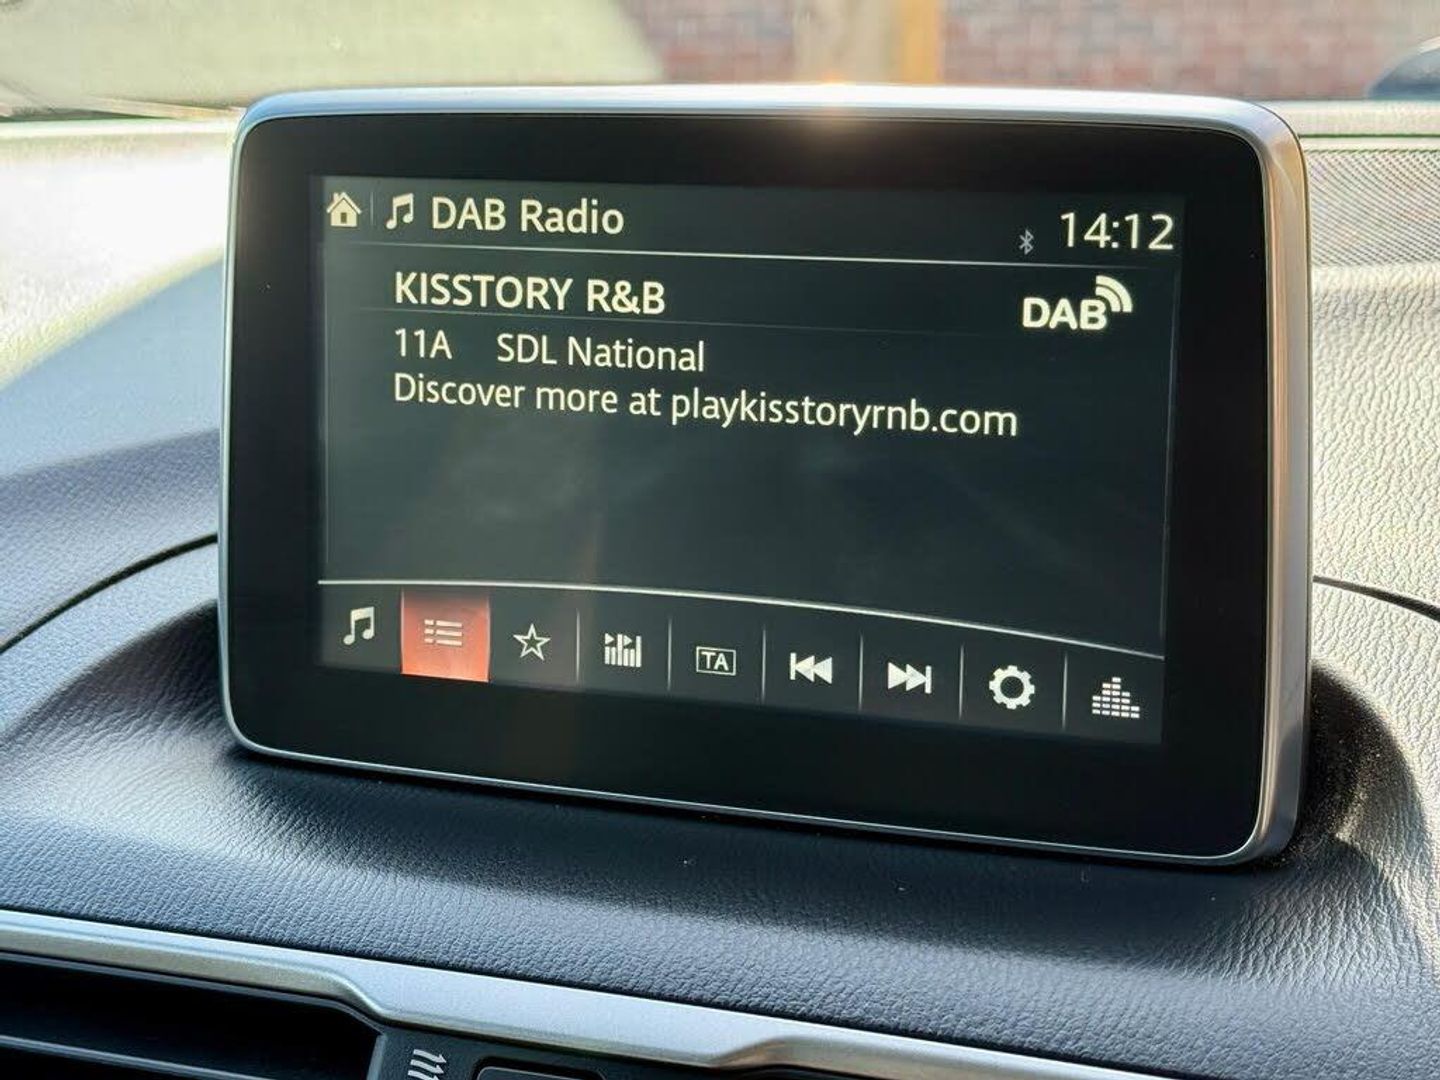 DAB Radio
14:12
KISSTORY R&B
DAB
11A SDL National
Discover more at playkisstoryrnb.com
TA